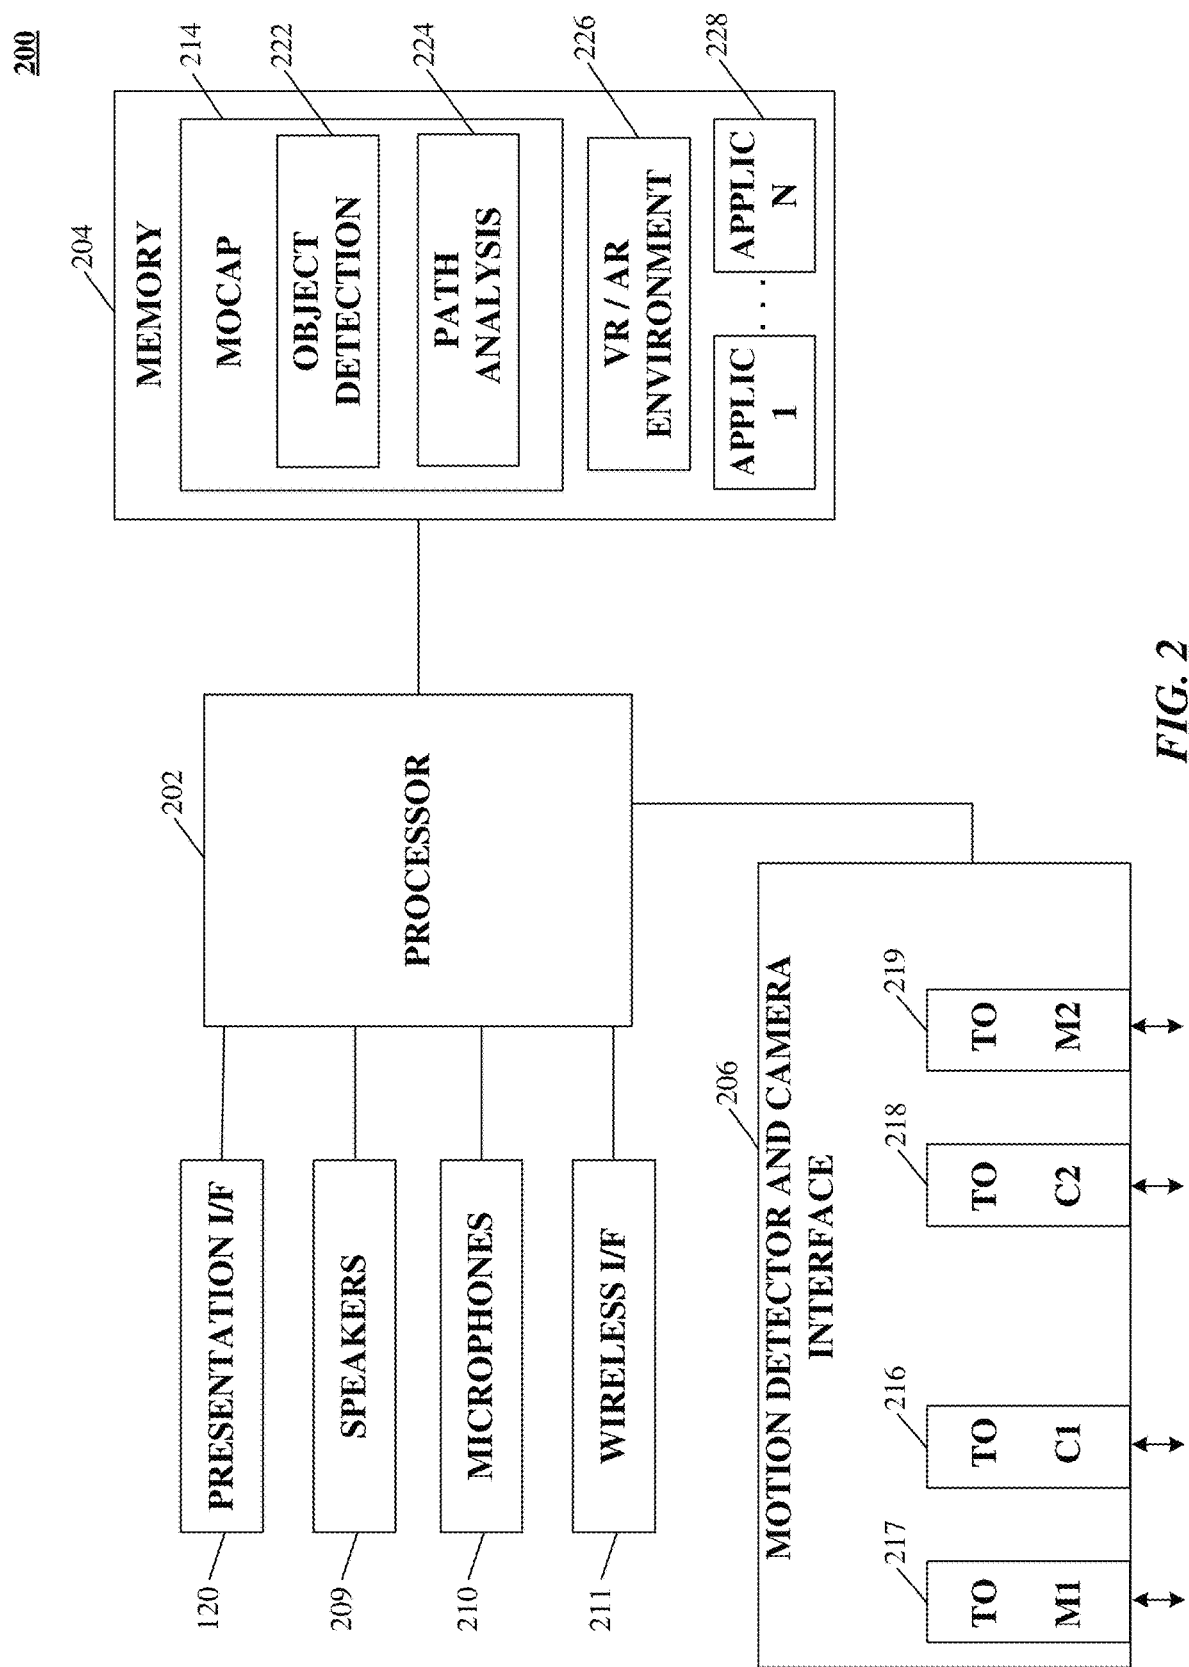 200
204
MEMORY
214
MOCAP
222
OBJECT
DETECTION
224
PATH
ANALYSIS
226
VR / AR
ENVIRONMENT
228
APPLIC
1
. . .
APPLIC
N
202
PROCESSOR
120
PRESENTATION I/F
209
SPEAKERS
210
MICROPHONES
211
WIRELESS I/F
206
MOTION DETECTOR AND CAMERA
INTERFACE
217
TO
M1
216
TO
C1
218
TO
C2
219
TO
M2
FIG. 2